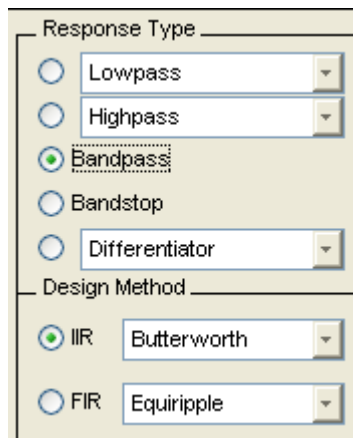 Response Type
Lowpass
Highpass
Bandpass
Bandstop
Differentiator
Design Method
IIR Butterworth
FIR Equiripple